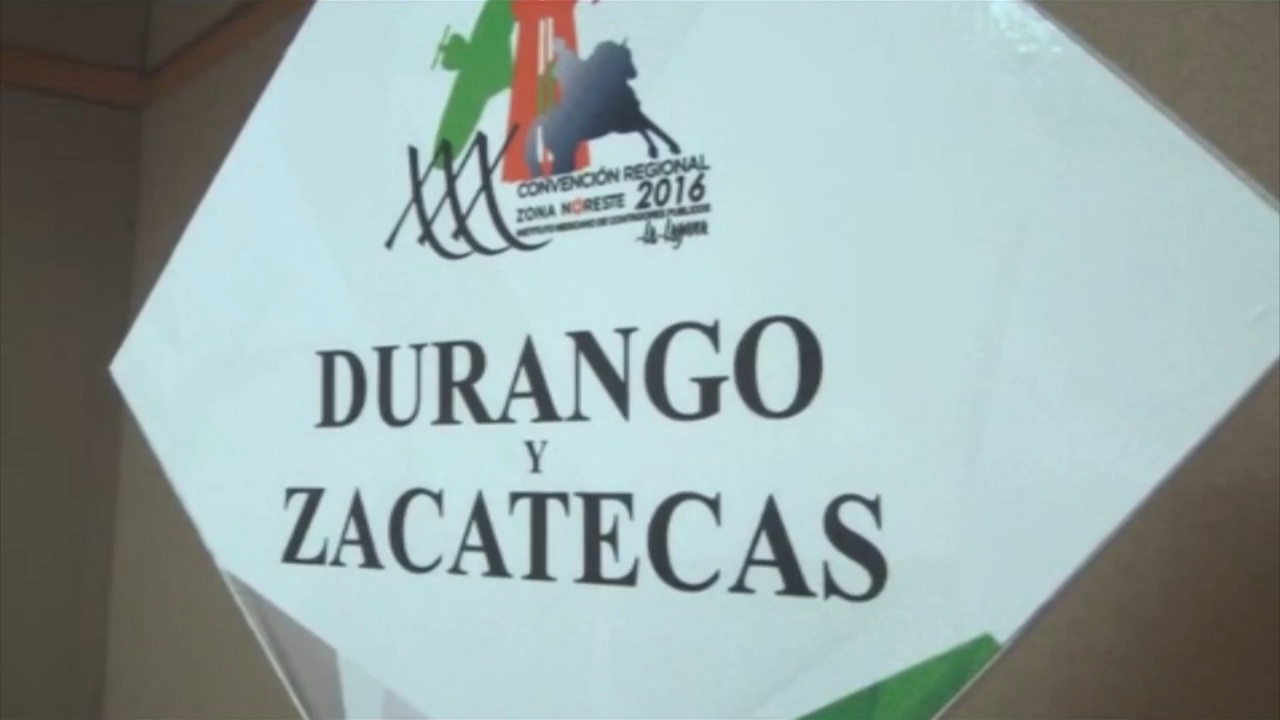 XXX CONVENCIÓN REGIONAL
ZONA NORESTE 2016
INSTITUTO MEXICANO DE CONTADORES PÚBLICOS
La Laguna
DURANGO
Y
ZACATECAS